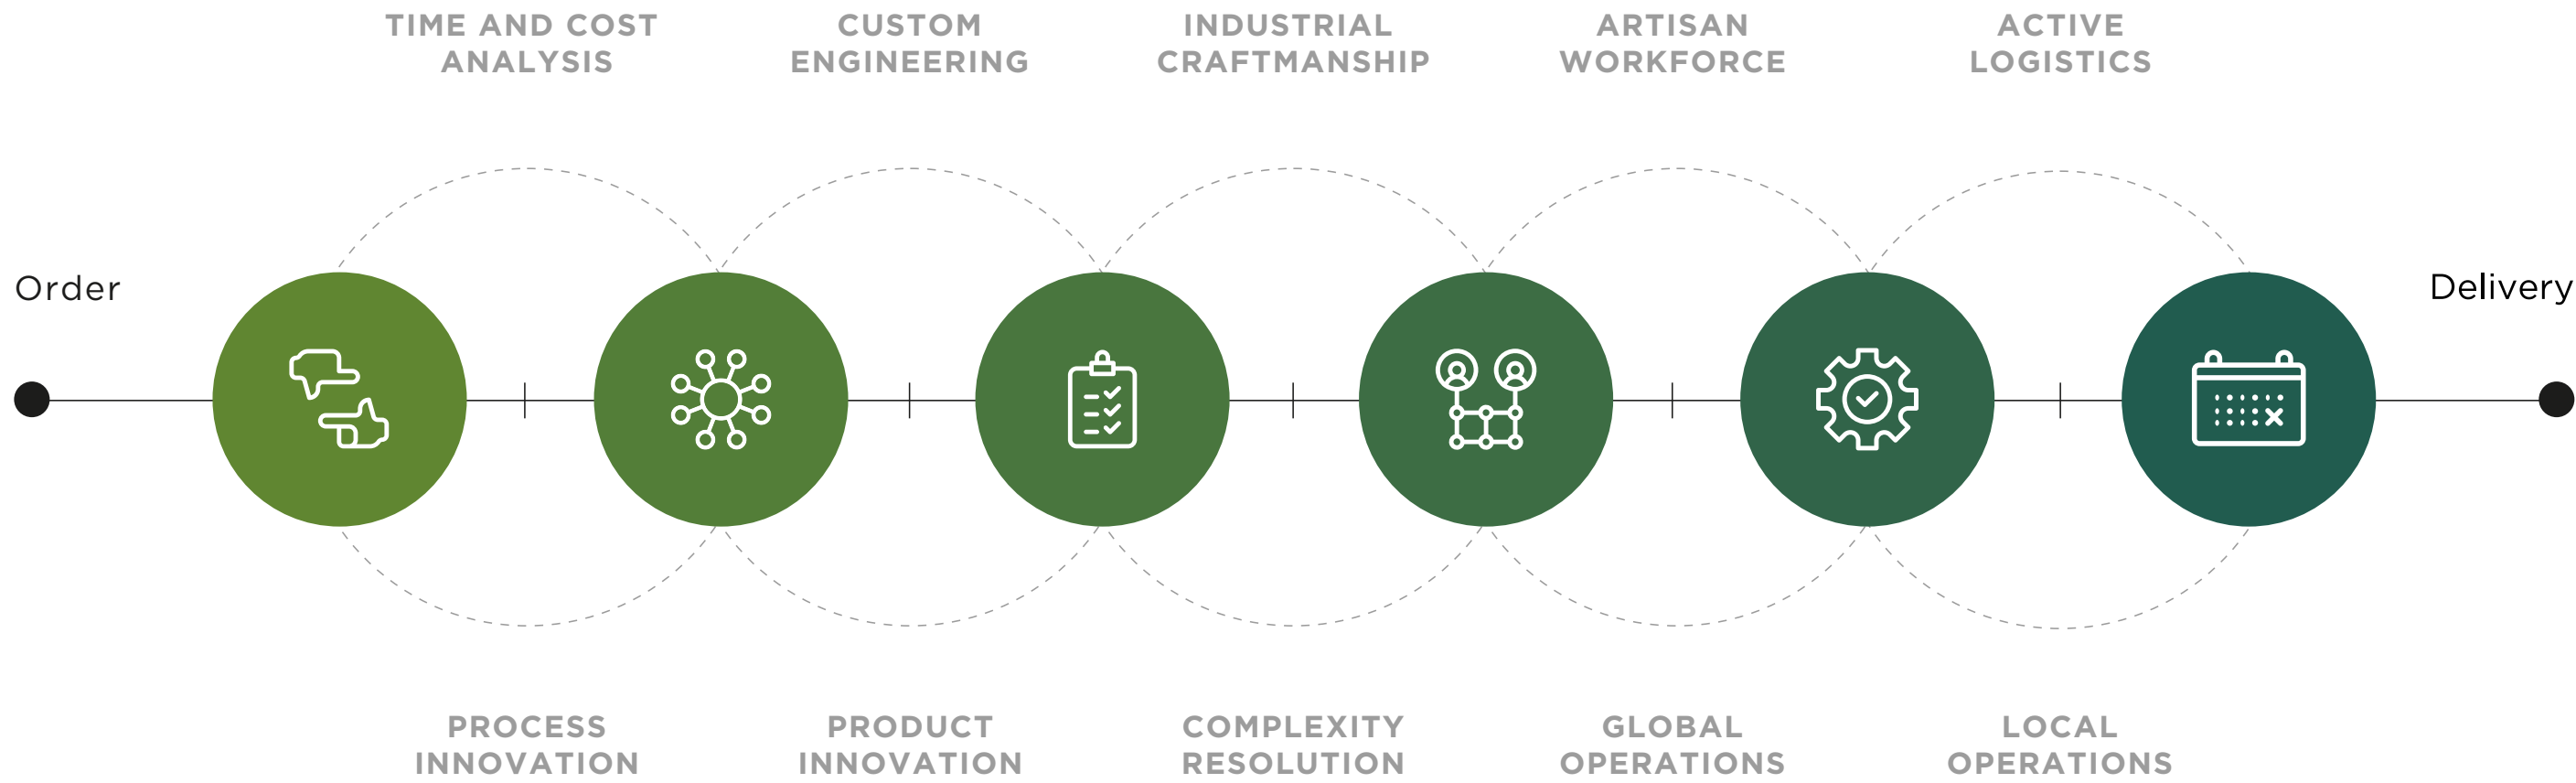 TIME AND COST
ANALYSIS
CUSTOM
ENGINEERING
INDUSTRIAL
CRAFTMANSHIP
ARTISAN
WORKFORCE
ACTIVE
LOGISTICS
Order
Delivery
PROCESS
INNOVATION
PRODUCT
INNOVATION
COMPLEXITY
RESOLUTION
GLOBAL
OPERATIONS
LOCAL
OPERATIONS